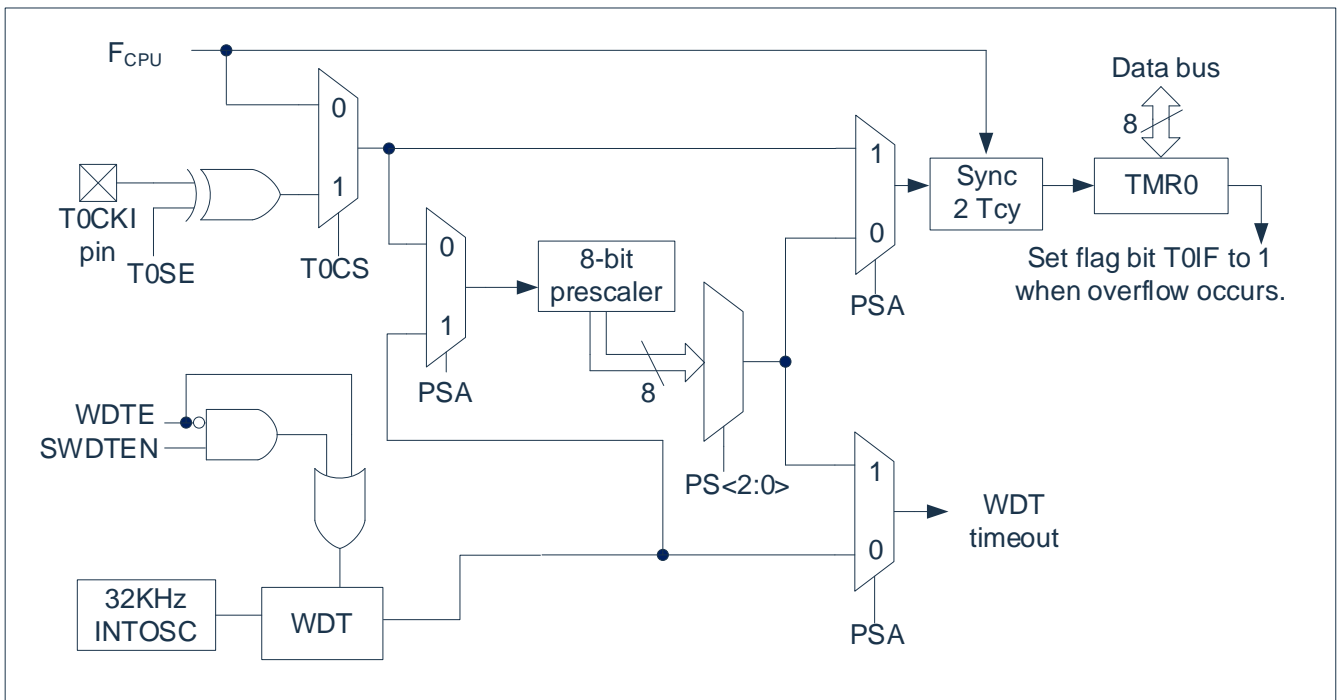 FCPU
Data bus
8
0
1
1
0
T0CKI
pin
T0SE
T0CS
Sync
2 Tcy
TMR0
Set flag bit T0IF to 1
when overflow occurs.
0
1
8-bit
prescaler
8
PSA
PSA
WDTE
SWDTEN
PS<2:0>
1
0
WDT
timeout
32KHz
INTOSC
WDT
PSA